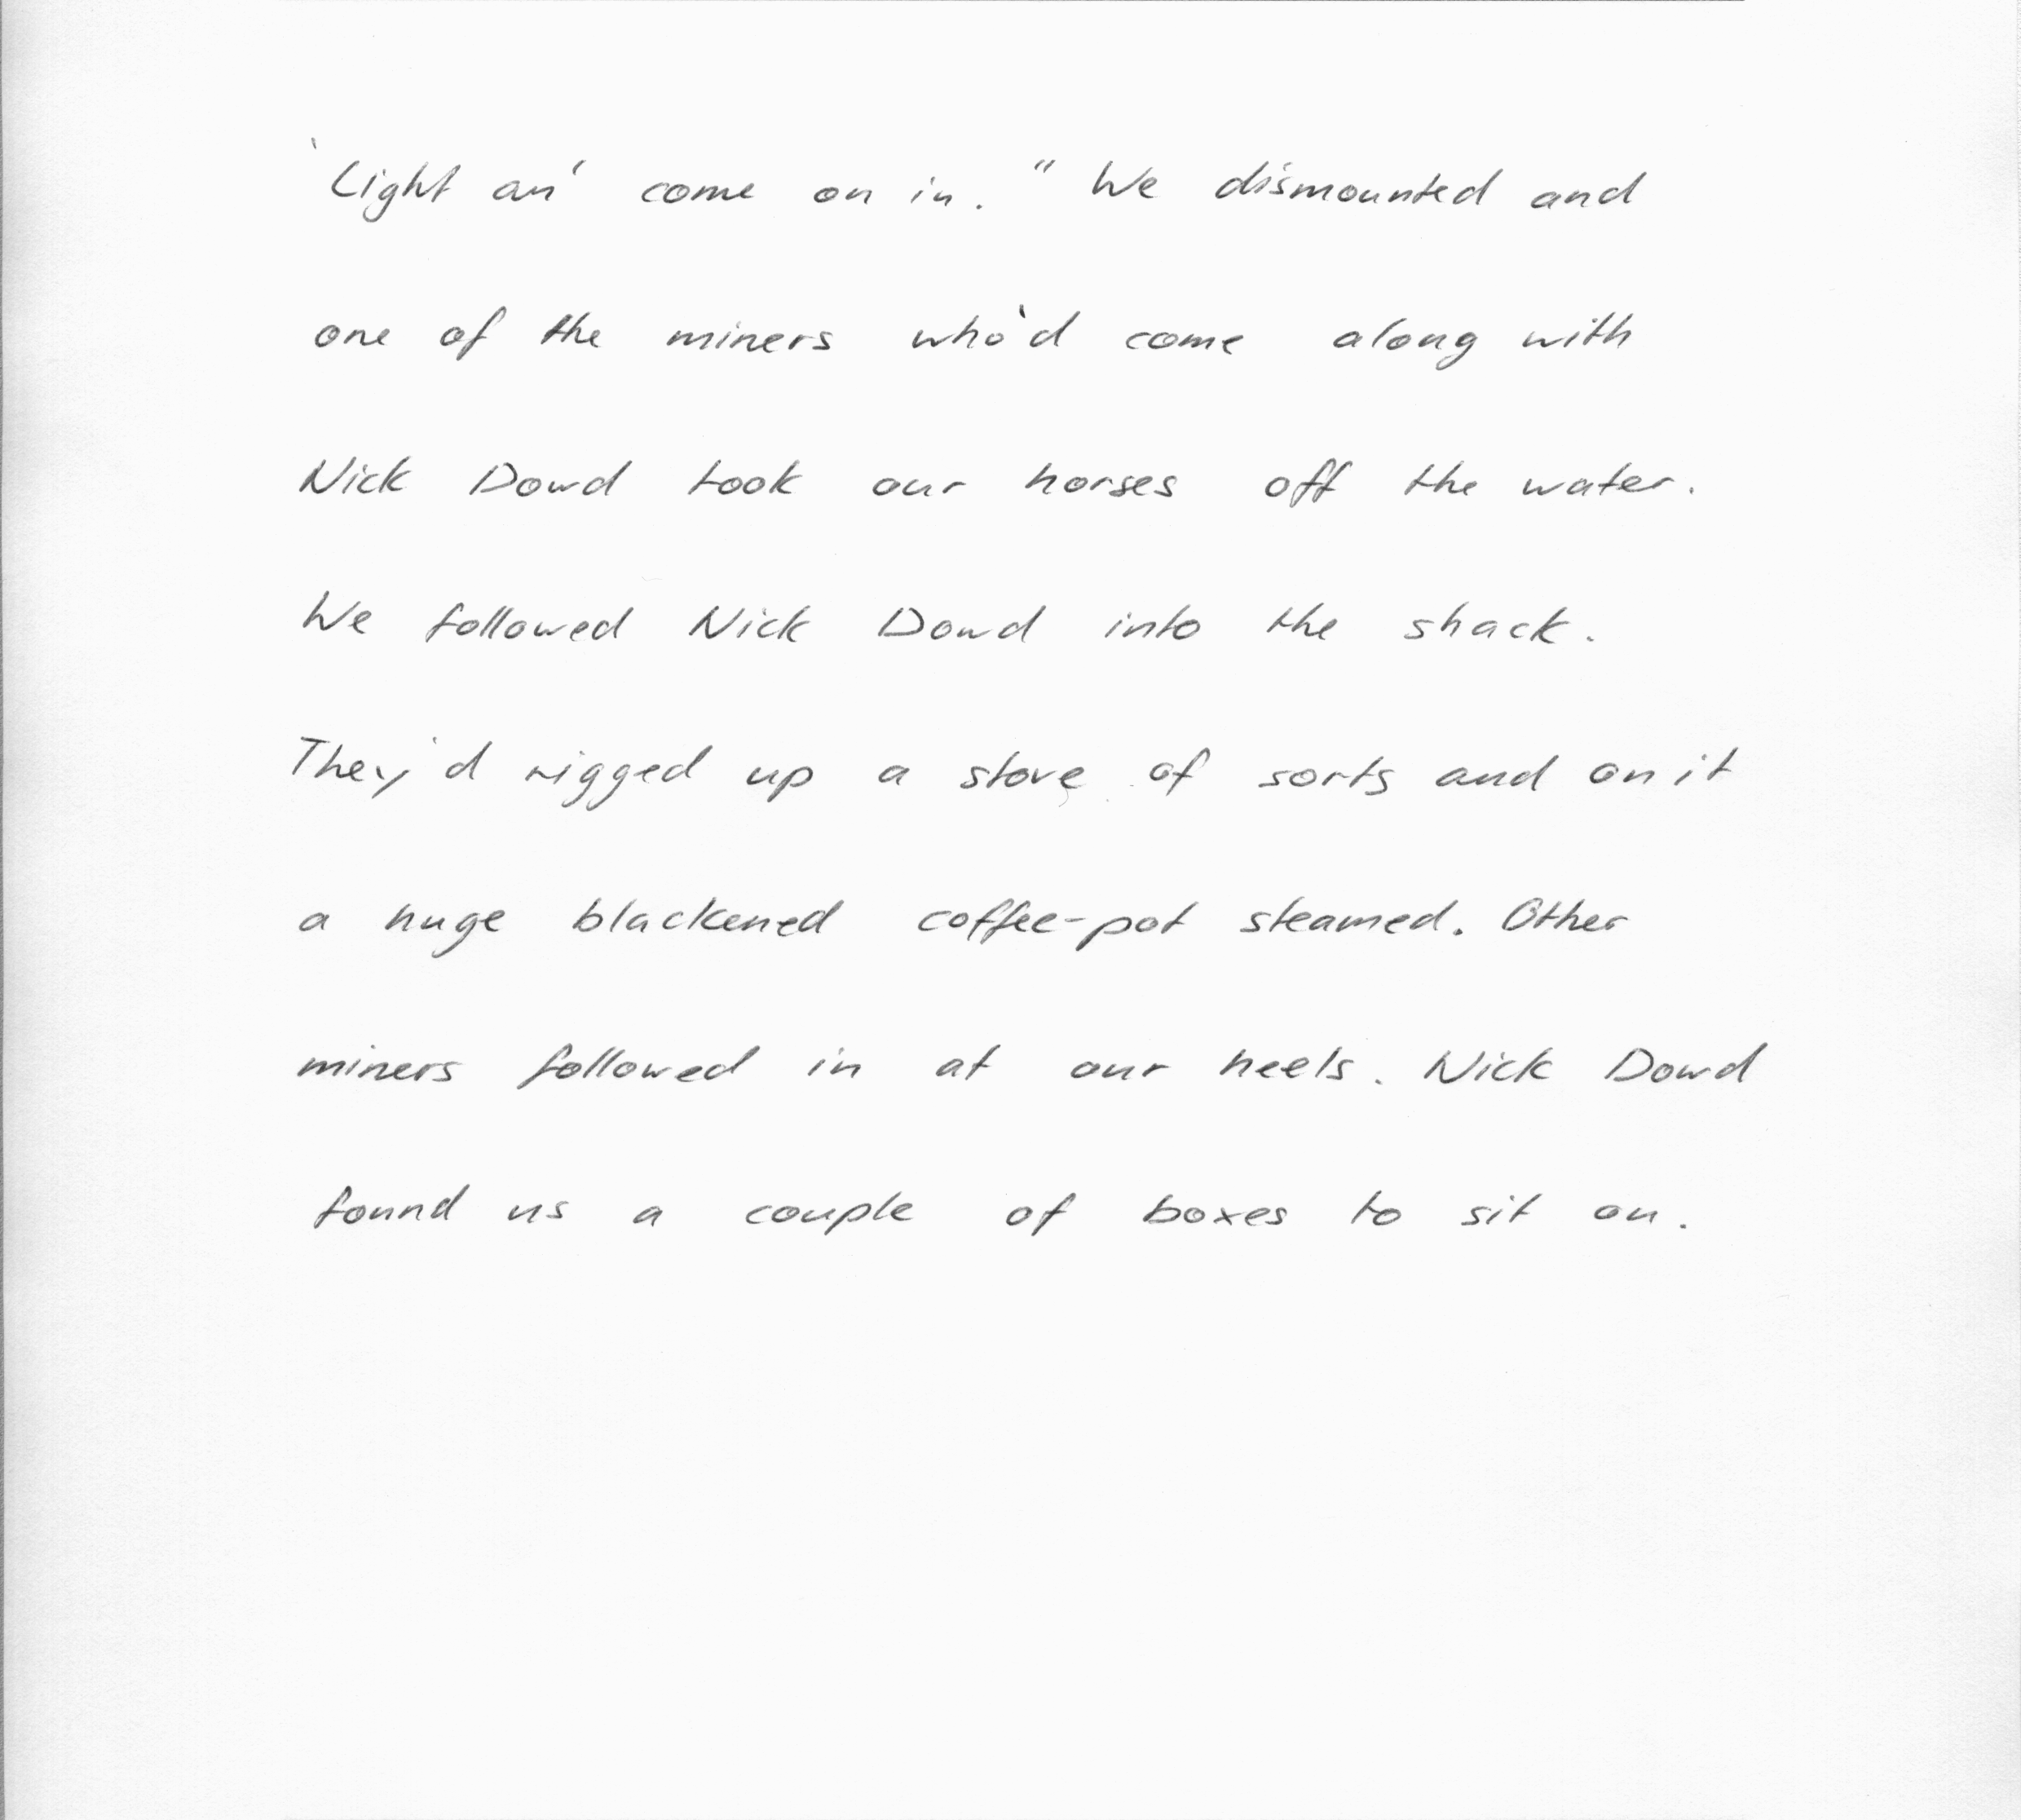 'Light an' come on in." We dismounted and
one of the miners who'd come along with
Nick Dowd took our horses off the water.
We followed Nick Dowd into the shack.
They'd rigged up a stove of sorts and on it
a huge blackened coffee-pot steamed. Other
miners followed in at our heels. Nick Dowd
found us a couple of boxes to sit on.